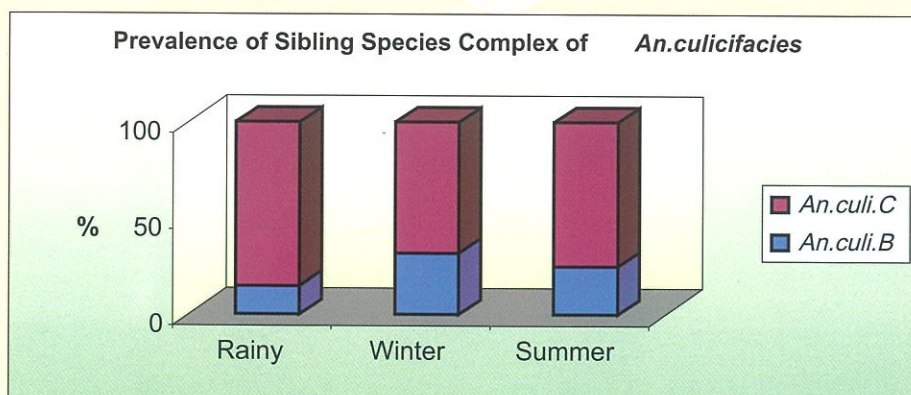 Prevalence of Sibling Species Complex of An.culicifacies
100
50
0
%
Rainy Winter Summer
An.culi.C
An.culi.B